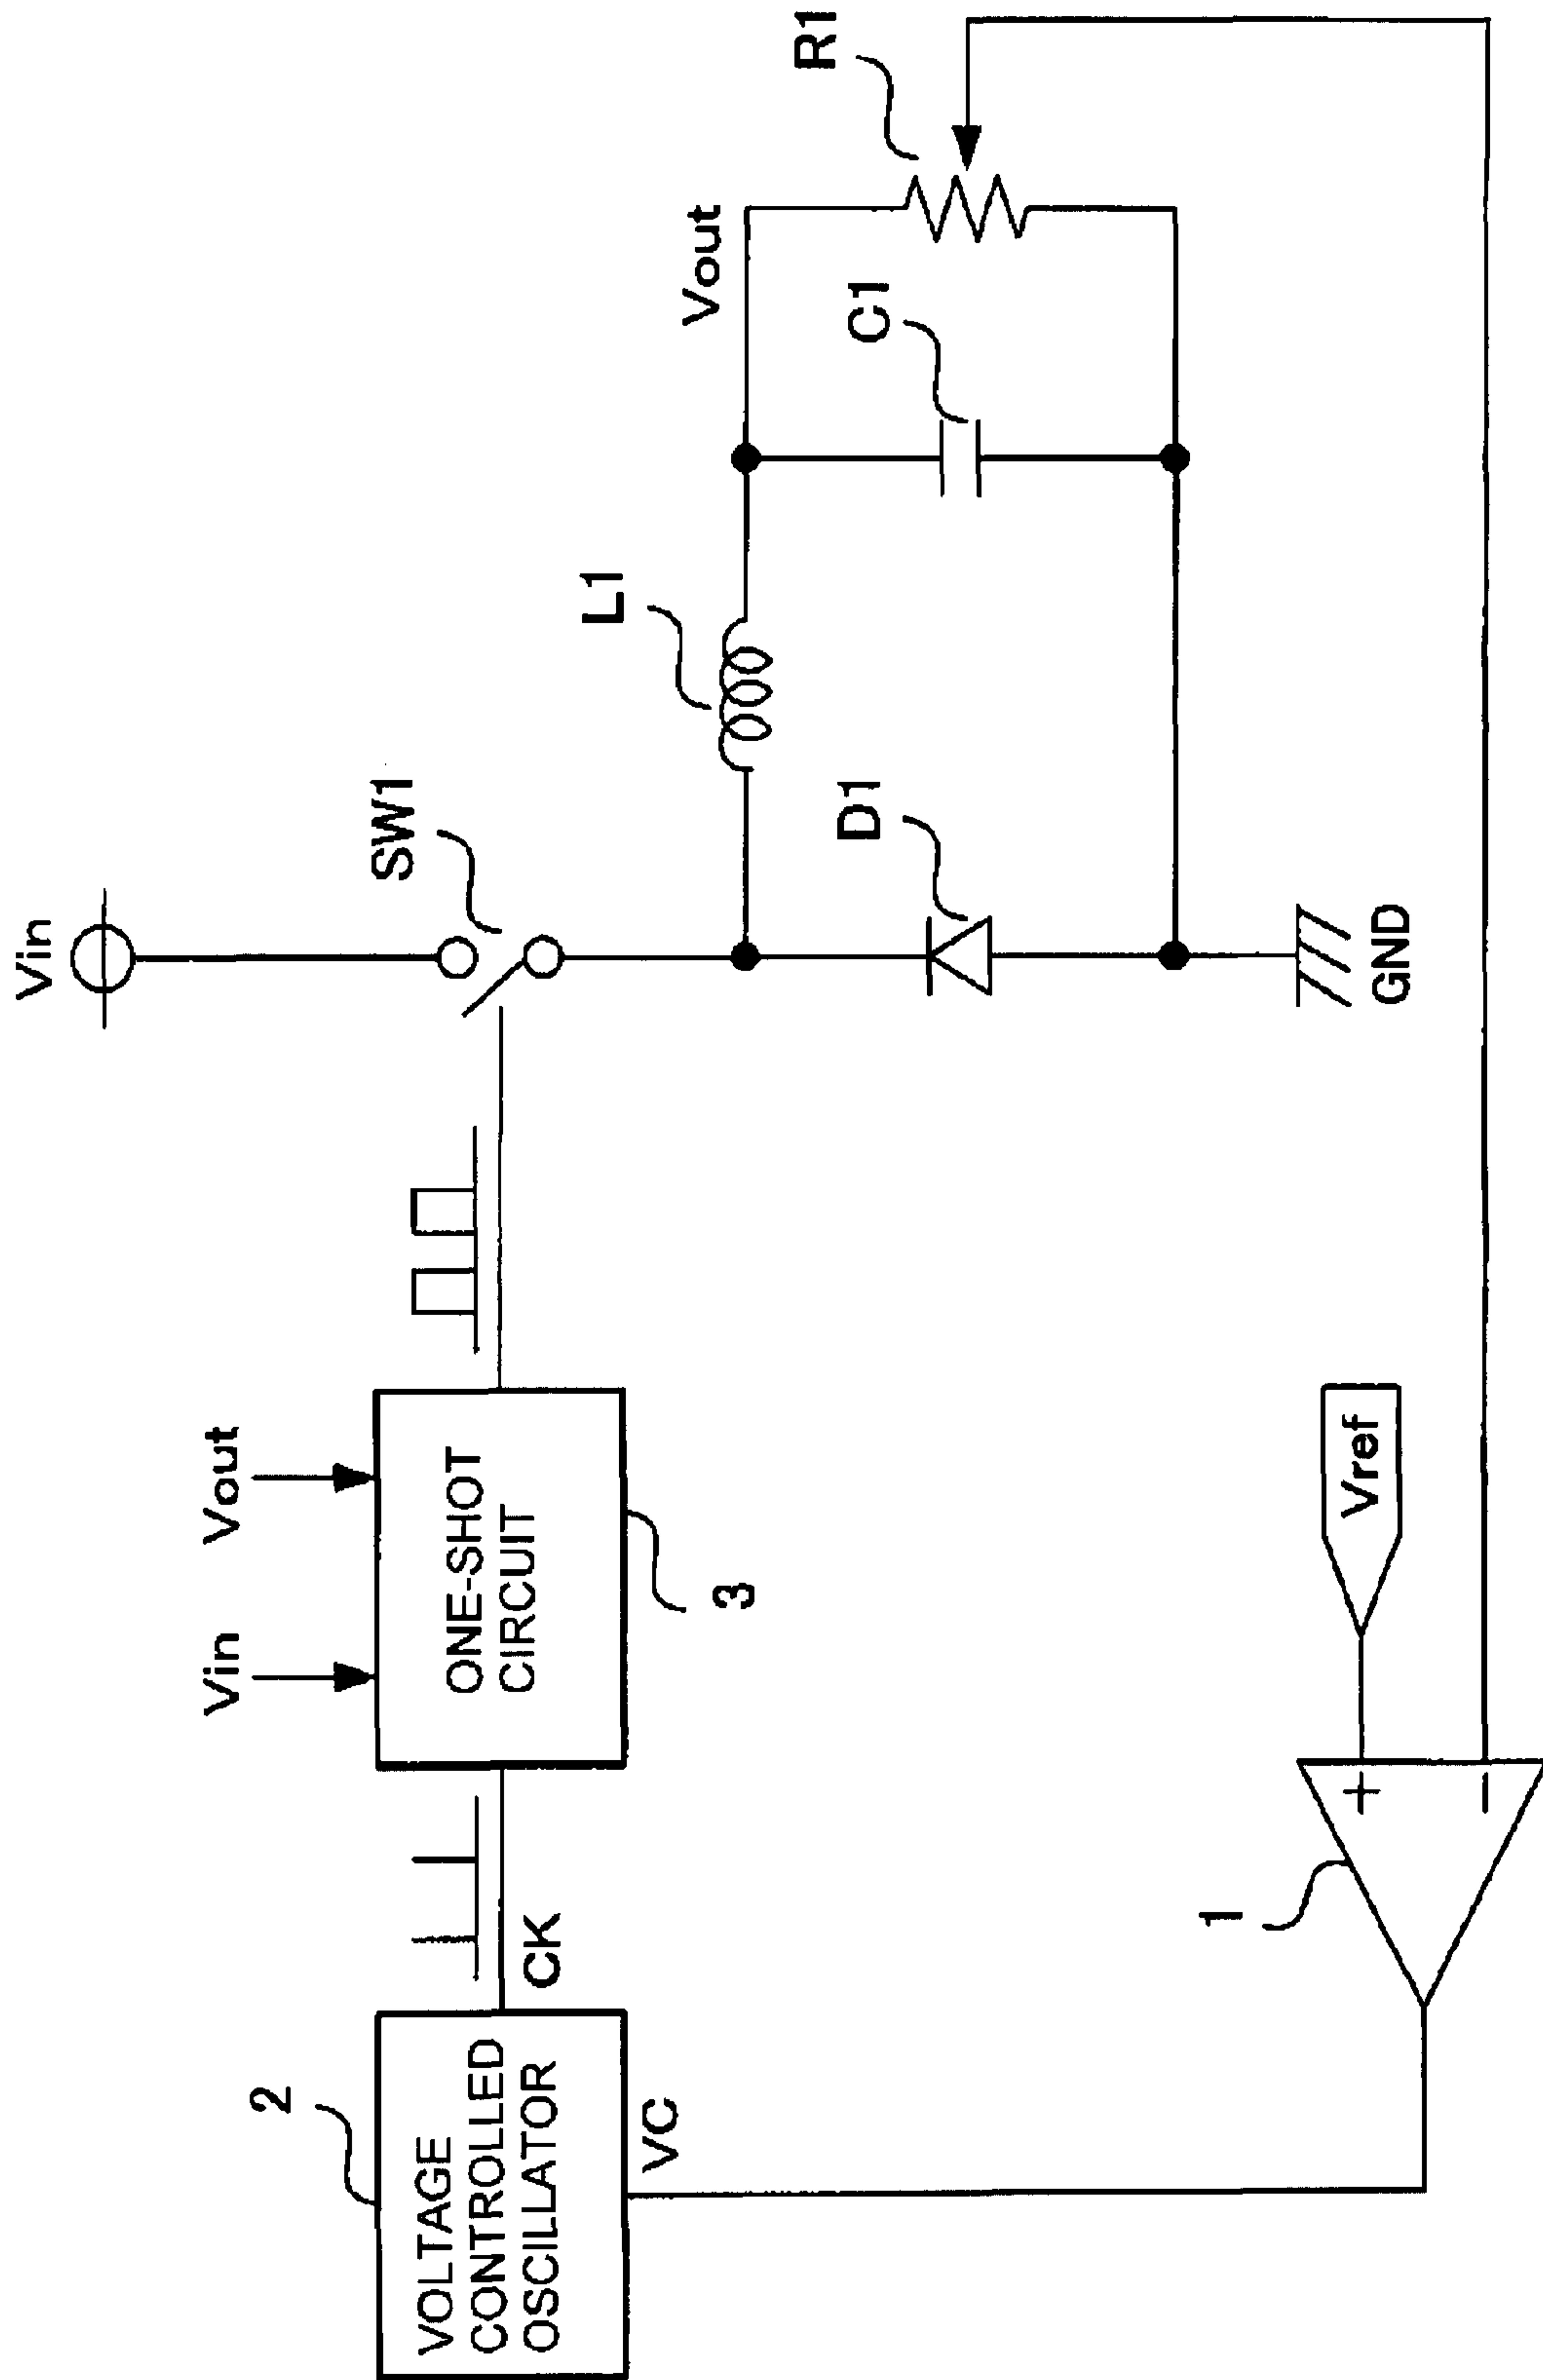 Vin
SW1
L1
Vout
R1
C1
D1
GND
Vin
Vout
ONE-SHOT
CIRCUIT
3
2
VOLTAGE
CONTROLLED
OSCILLATOR
CK
VC
1
+
−
Vref